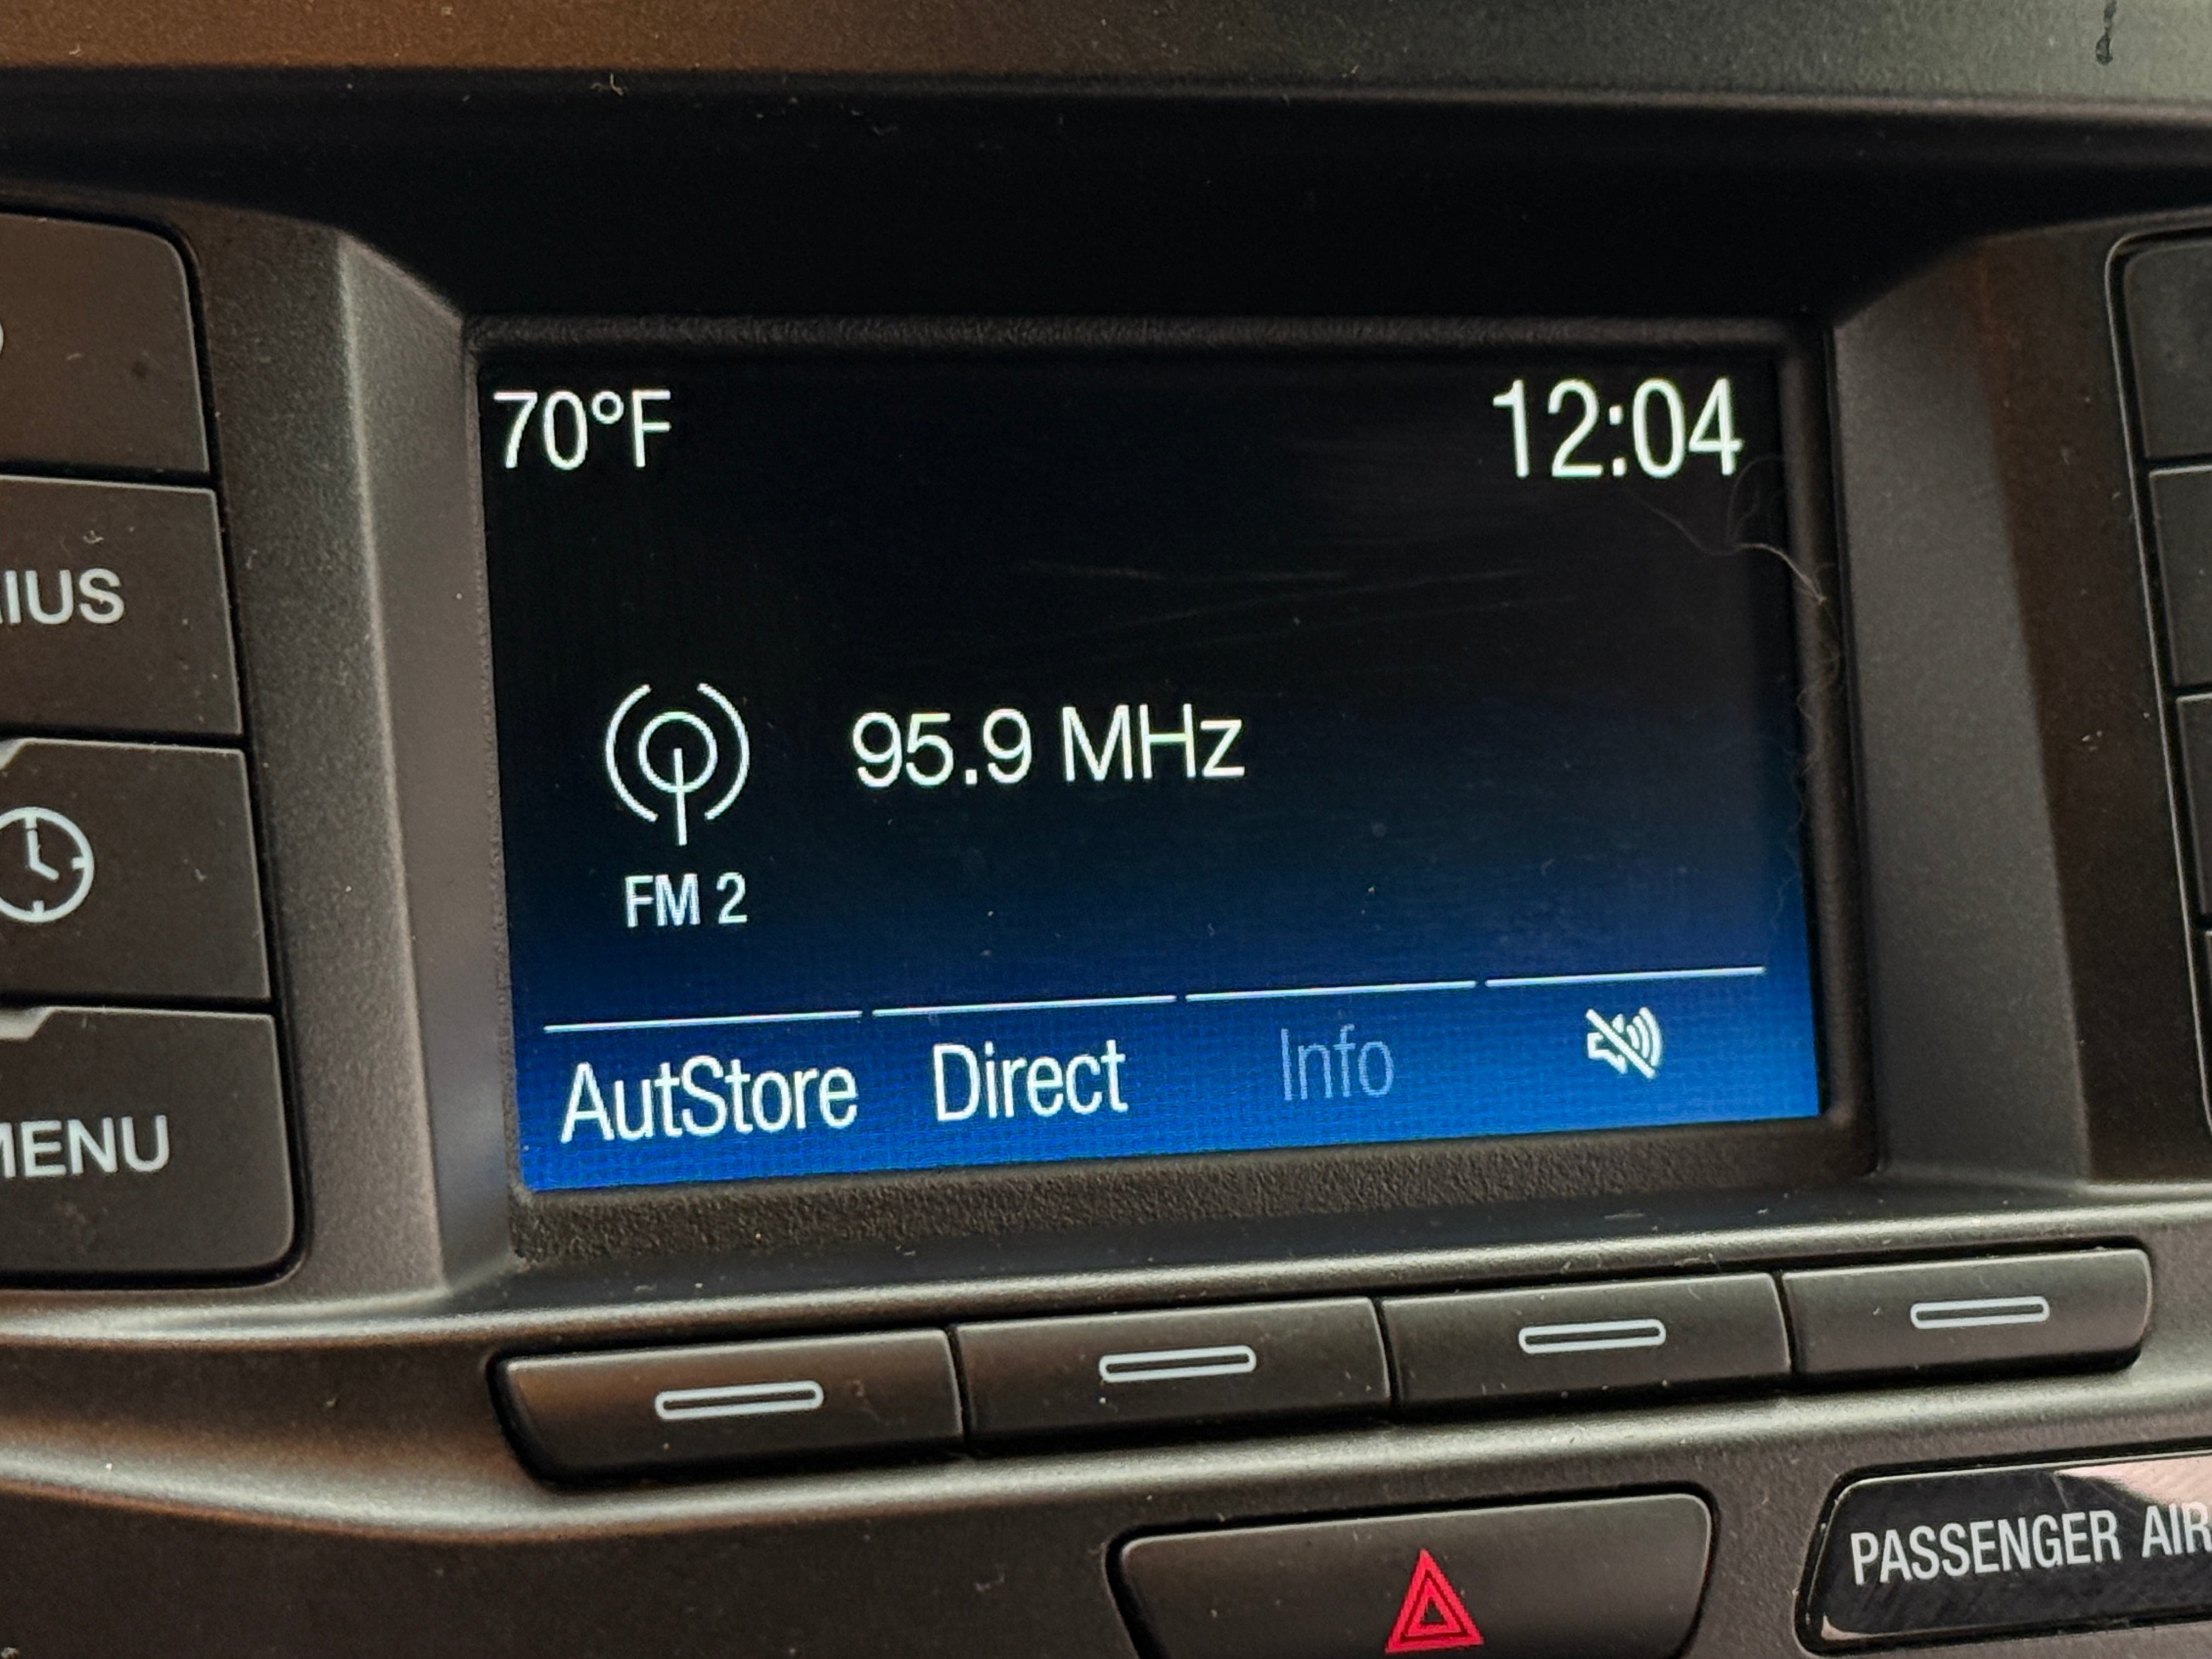 70°F 12:04
95.9 MHz
FM 2
AutStore Direct Info
IUS
MENU
PASSENGER AIR